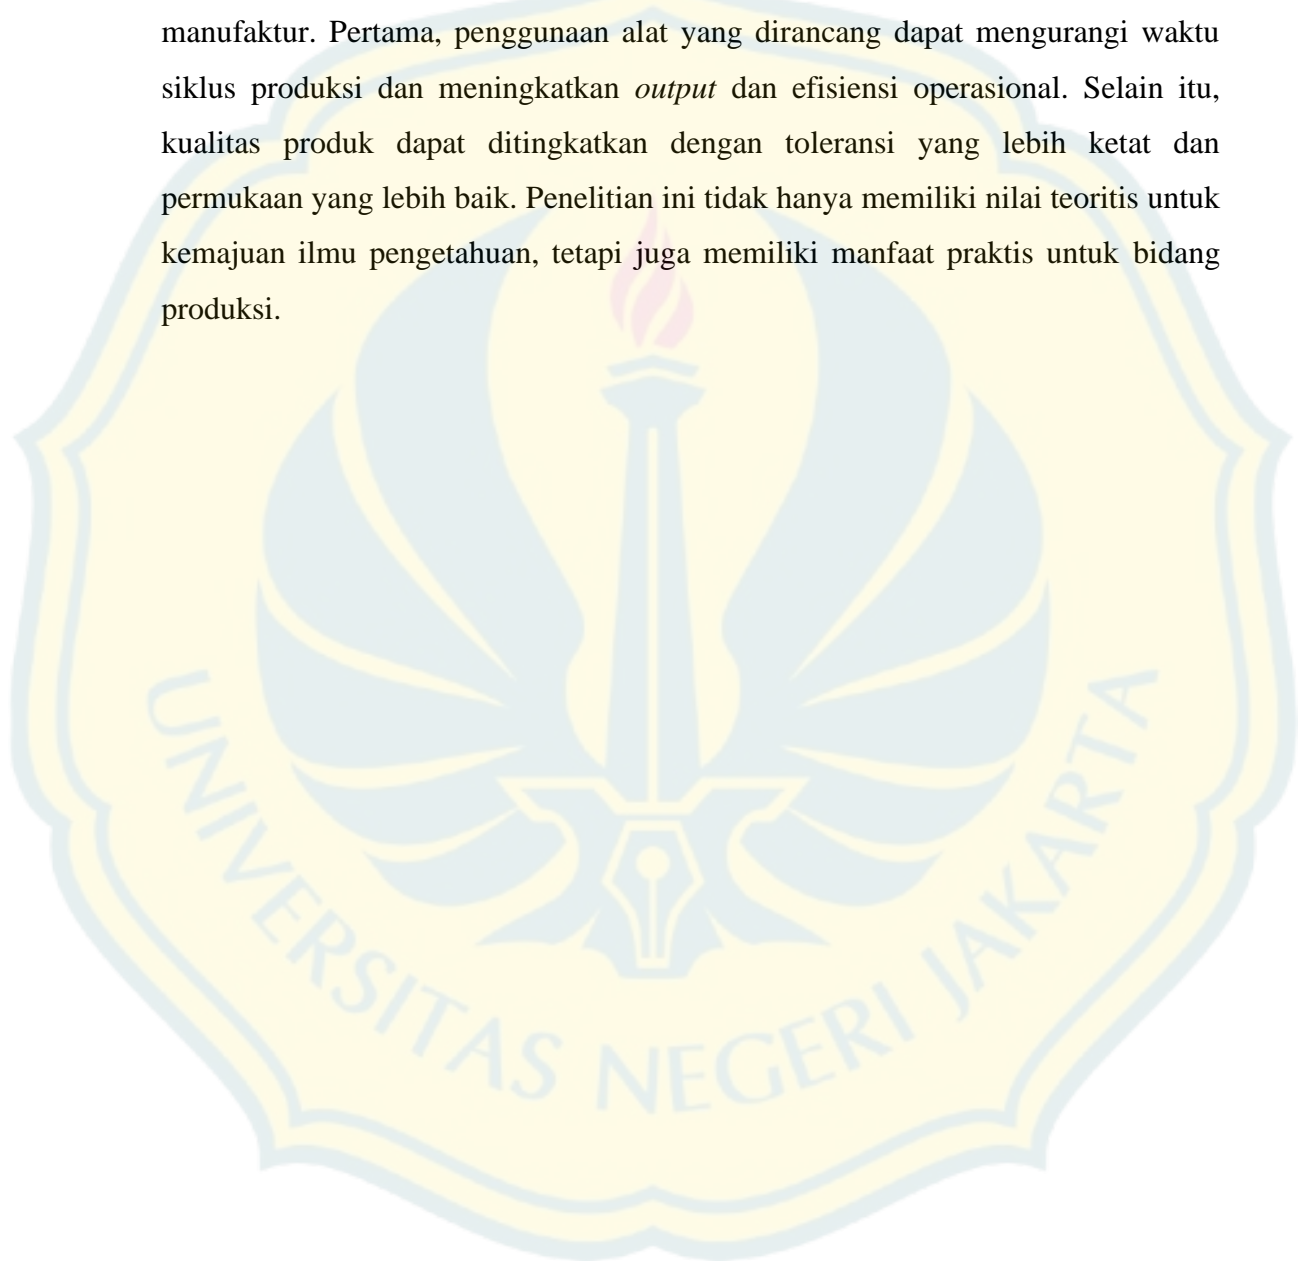 manufaktur. Pertama, penggunaan alat yang dirancang dapat mengurangi waktu
siklus produksi dan meningkatkan output dan efisiensi operasional. Selain itu,
kualitas produk dapat ditingkatkan dengan toleransi yang lebih ketat dan
permukaan yang lebih baik. Penelitian ini tidak hanya memiliki nilai teoritis untuk
kemajuan ilmu pengetahuan, tetapi juga memiliki manfaat praktis untuk bidang
produksi.
UNIVERSITAS NEGERI JAKARTA